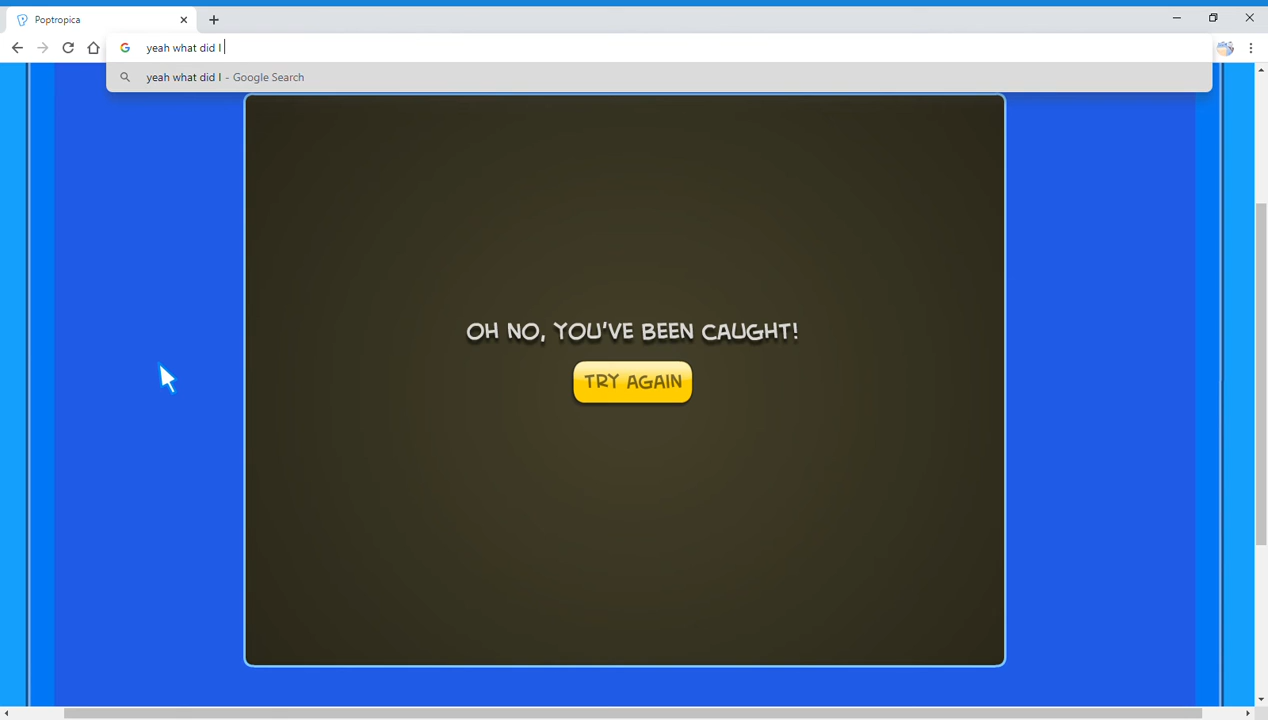 Poptropica
yeah what did I
yeah what did I - Google Search
OH NO, YOU'VE BEEN CAUGHT!
TRY AGAIN